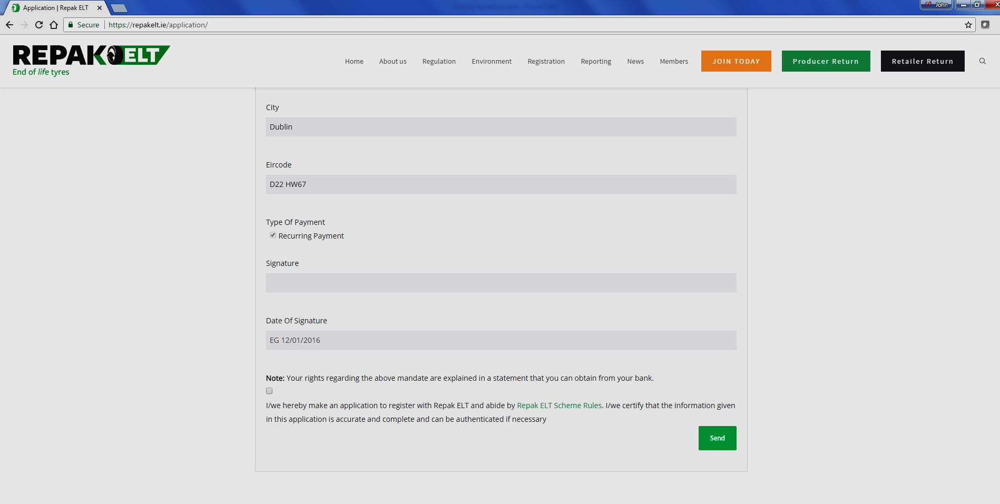 Application | Repak ELT
John
Secure
https://repakelt.ie/application/
REPAK ELT
End of life tyres
Home
About us
Regulation
Environment
Registration
Reporting
News
Members
JOIN TODAY
Producer Return
Retailer Return
City
Dublin
Eircode
D22 HW67
Type Of Payment
Recurring Payment
Signature
Date Of Signature
EG 12/01/2016
Note: Your rights regarding the above mandate are explained in a statement that you can obtain from your bank.
I/we hereby make an application to register with Repak ELT and abide by Repak ELT Scheme Rules. I/we certify that the information given
in this application is accurate and complete and can be authenticated if necessary
Send